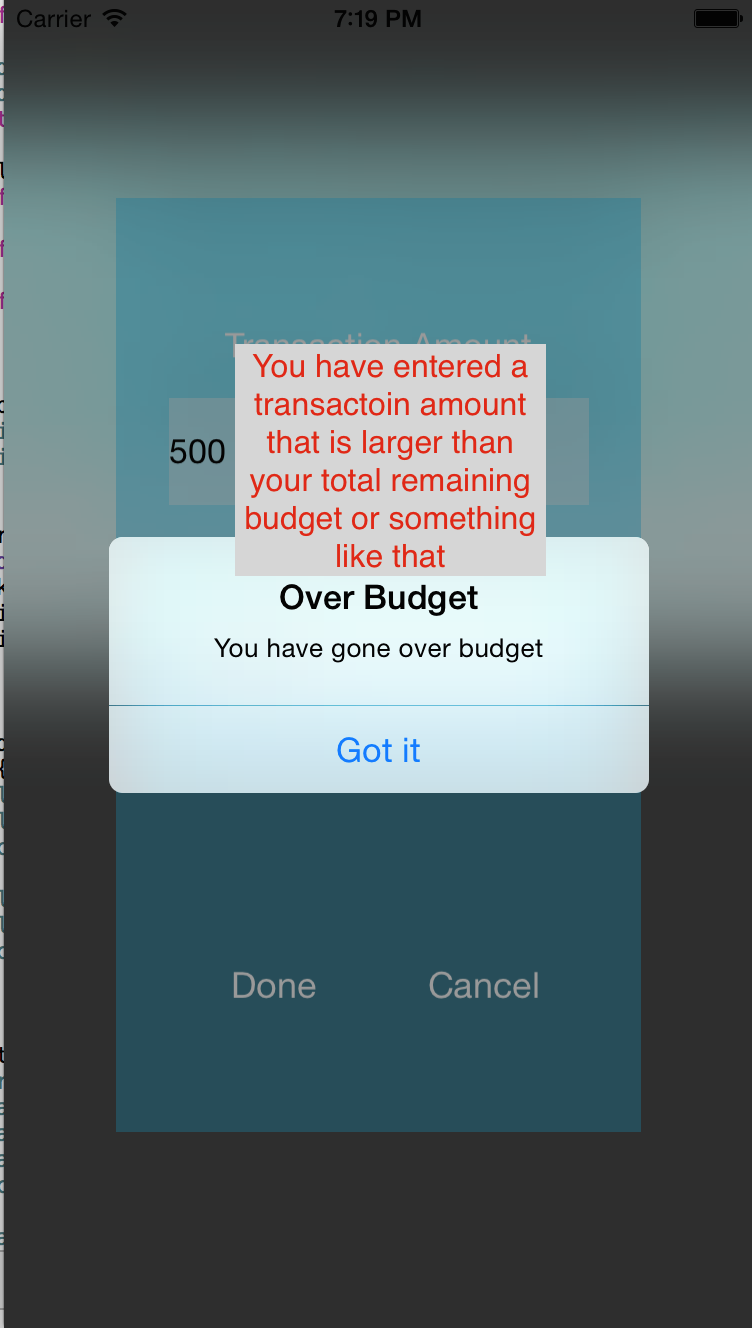 Carrier 7:19 PM
Transaction Amount
You have entered a
transactoin amount
that is larger than
500
your total remaining
budget or something
like that
Over Budget
You have gone over budget
Got it
Done Cancel